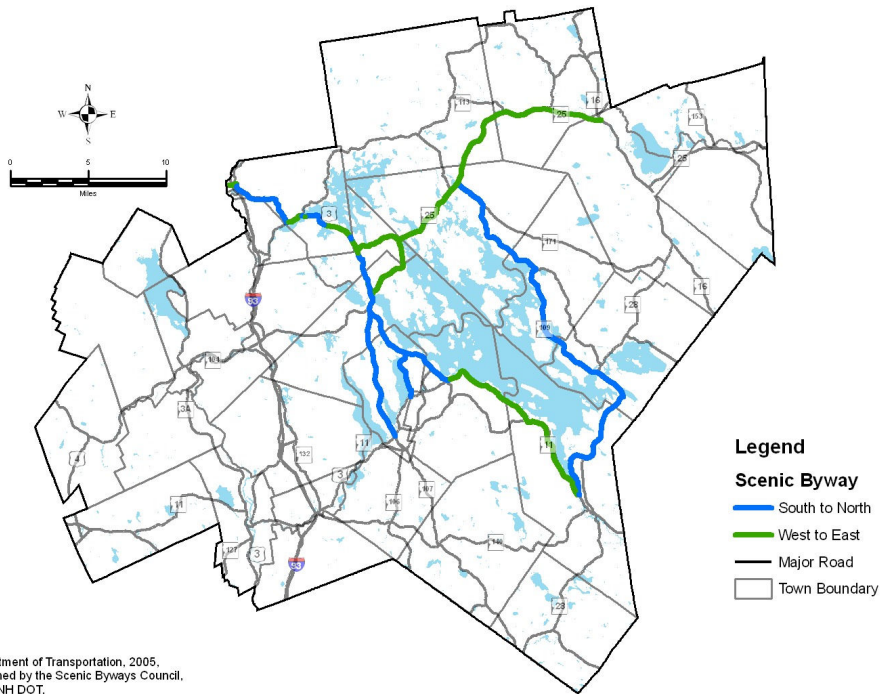 N
W E
S
0 5 10
Miles
113
25
16
153
25
3
25
171
93
28
16
109
104
3A
11
4
132
11
3
11
107
106
140
127
3
93
28
Legend
Scenic Byway
South to North
West to East
Major Road
Town Boundary
tment of Transportation, 2005,
ned by the Scenic Byways Council,
NH DOT.